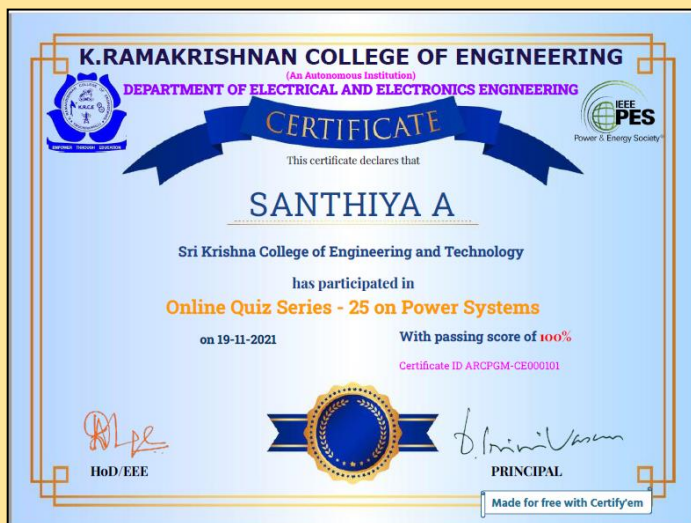 K.RAMAKRISHNAN COLLEGE OF ENGINEERING
(An Autonomous Institution)
DEPARTMENT OF ELECTRICAL AND ELECTRONICS ENGINEERING
K.R.C.E
EMPOWER THROUGH EDUCATION
IEEE
PES
Power & Energy Society®
CERTIFICATE
This certificate declares that
SANTHIYA A
Sri Krishna College of Engineering and Technology
has participated in
Online Quiz Series - 25 on Power Systems
on 19-11-2021
With passing score of 100%
Certificate ID ARCPGM-CE000101
HoD/EEE
PRINCIPAL
Made for free with Certify'em